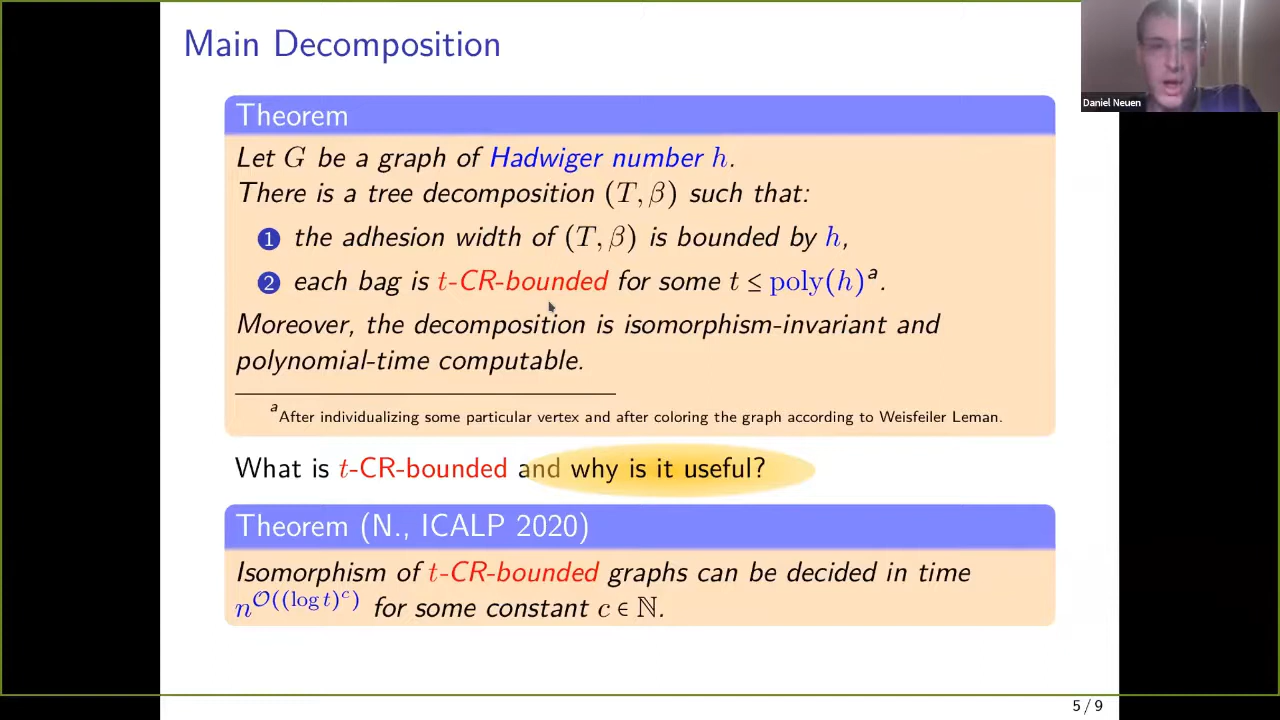 Main Decomposition
Daniel Neuen
Theorem
Let G be a graph of Hadwiger number h.
There is a tree decomposition (T, β) such that:
1 the adhesion width of (T, β) is bounded by h,
2 each bag is t-CR-bounded for some t ≤ poly(h)ᵃ.
Moreover, the decomposition is isomorphism-invariant and
polynomial-time computable.
ᵃAfter individualizing some particular vertex and after coloring the graph according to Weisfeiler Leman.
What is t-CR-bounded and why is it useful?
Theorem (N., ICALP 2020)
Isomorphism of t-CR-bounded graphs can be decided in time
n^O((log t)^c) for some constant c ∈ ℕ.
5 / 9